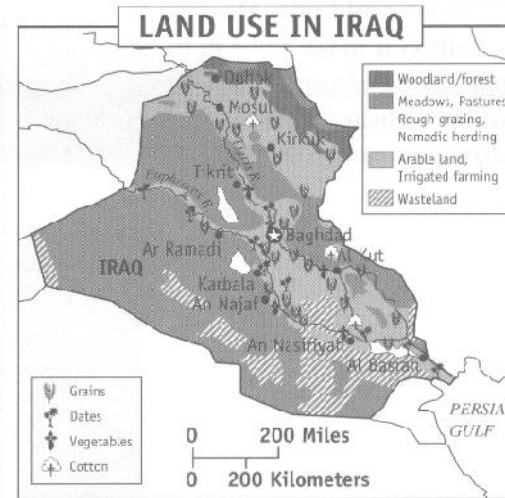 LAND USE IN IRAQ
Woodland/forest
Meadows, Pastures
Rough grazing,
Nomadic herding
Arable land,
Irrigated farming
Wasteland
Dahok
Mosul
Kirkuk
Tigris R.
Tikrit
Euphrates R.
Baghdad
Ar Ramadi
Al Kut
IRAQ
Karbala
An Najaf
An Nasiriyah
Al Basrah
Grains
Dates
Vegetables
Cotton
0 200 Miles
0 200 Kilometers
PERSIAN
GULF